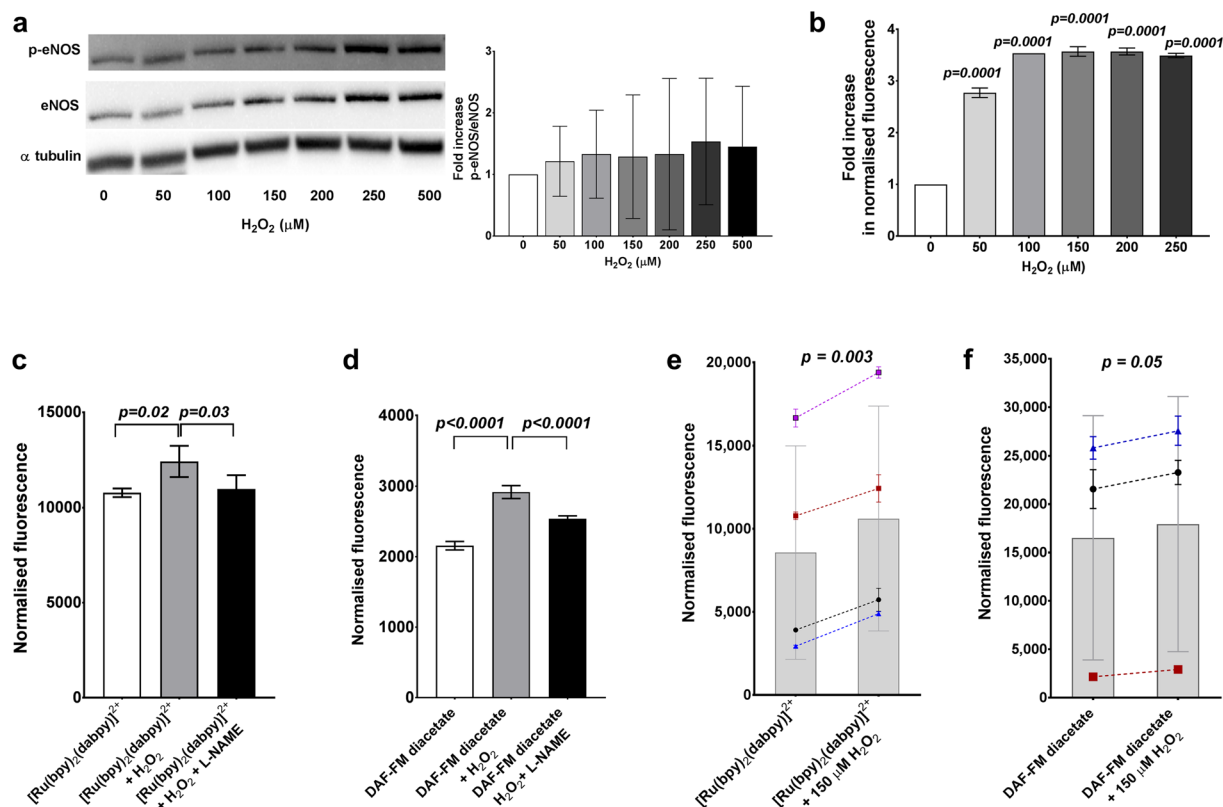 a
p-eNOS
eNOS
α tubulin
0 50 100 150 200 250 500
H₂O₂ (μM)
Fold increase
p-eNOS/eNOS
3
2
1
0
0 50 100 150 200 250 500
H₂O₂ (μM)
b
Fold increase
in normalised fluorescence
4
3
2
1
0
p=0.0001
p=0.0001
p=0.0001
p=0.0001
p=0.0001
0 50 100 150 200 250
H₂O₂ (μM)
c
Normalised fluorescence
15000
10000
5000
0
p=0.02 p=0.03
[Ru(bpy)₂(dabpy)]²⁺
[Ru(bpy)₂(dabpy)]²⁺
+ H₂O₂
[Ru(bpy)₂(dabpy)]²⁺
+ H₂O₂ + L-NAME
d
Normalised fluorescence
4000
3000
2000
1000
0
p<0.0001 p<0.0001
DAF-FM diacetate
DAF-FM diacetate
+ H₂O₂
DAF-FM diacetate
H₂O₂+ L-NAME
e
Normalised fluorescence
20,000
15,000
10,000
5,000
0
p = 0.003
[Ru(bpy)₂(dabpy)]²⁺
[Ru(bpy)₂(dabpy)]²⁺
+ 150 μM H₂O₂
f
Normalised fluorescence
35,000
30,000
25,000
20,000
15,000
10,000
5,000
0
p = 0.05
DAF-FM diacetate
DAF-FM diacetate
+ 150 μM H₂O₂